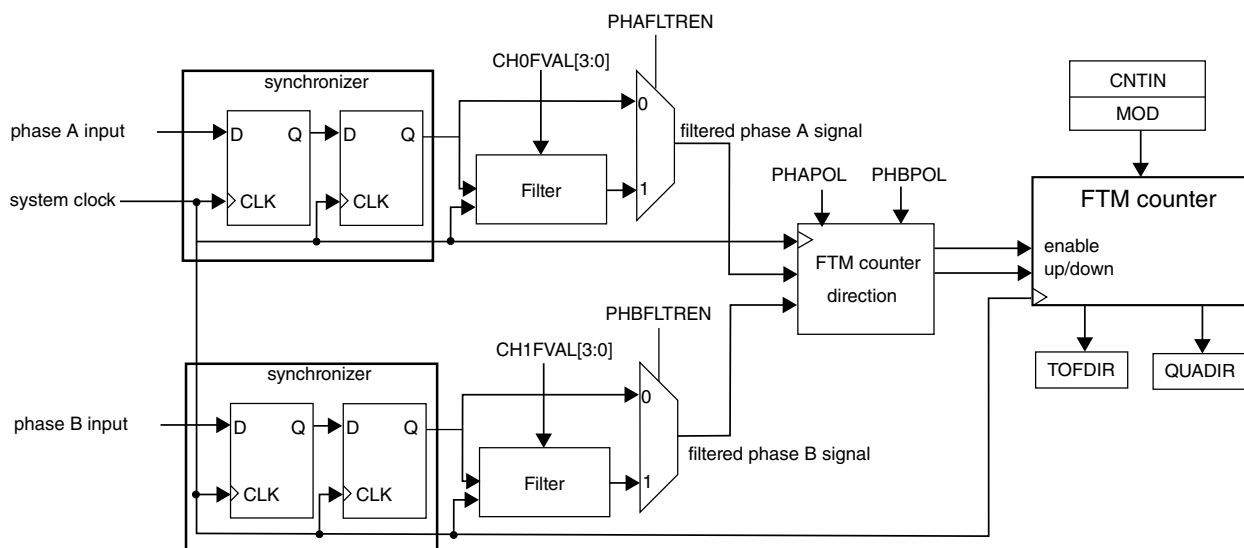 PHAFLTREN
CH0FVAL[3:0]
synchronizer
CNTIN
MOD
phase A input
D Q D Q
0
filtered phase A signal
Filter
1
PHAPOL PHBPOL
system clock
CLK CLK
FTM counter
enable
up/down
FTM counter
direction
PHBFLTREN
CH1FVAL[3:0]
synchronizer
TOFDIR QUADIR
phase B input
D Q D Q
0
filtered phase B signal
Filter
1
CLK CLK